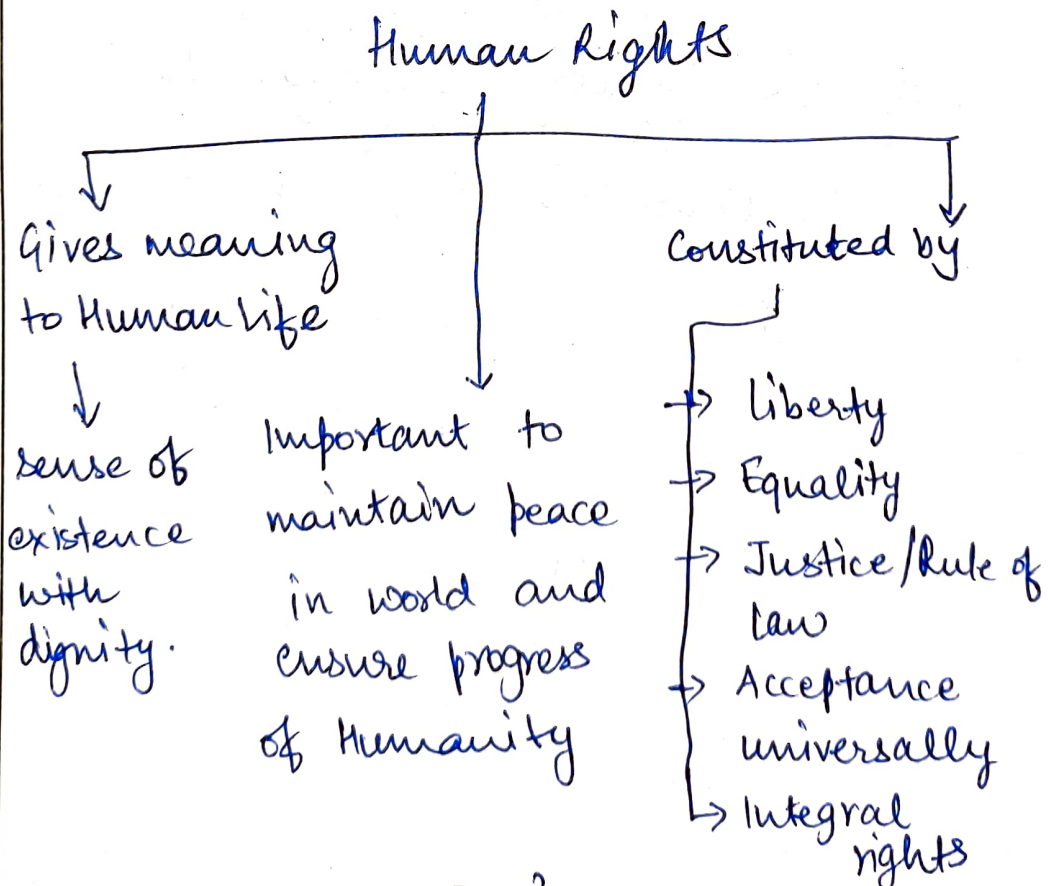 Human Rights
Gives meaning
to Human Life
sense of
existence
with
dignity.
Important to
maintain peace
in world and
ensure progress
of Humanity
Constituted by
liberty
Equality
Justice/Rule of
law
Acceptance
universally
Integral
rights